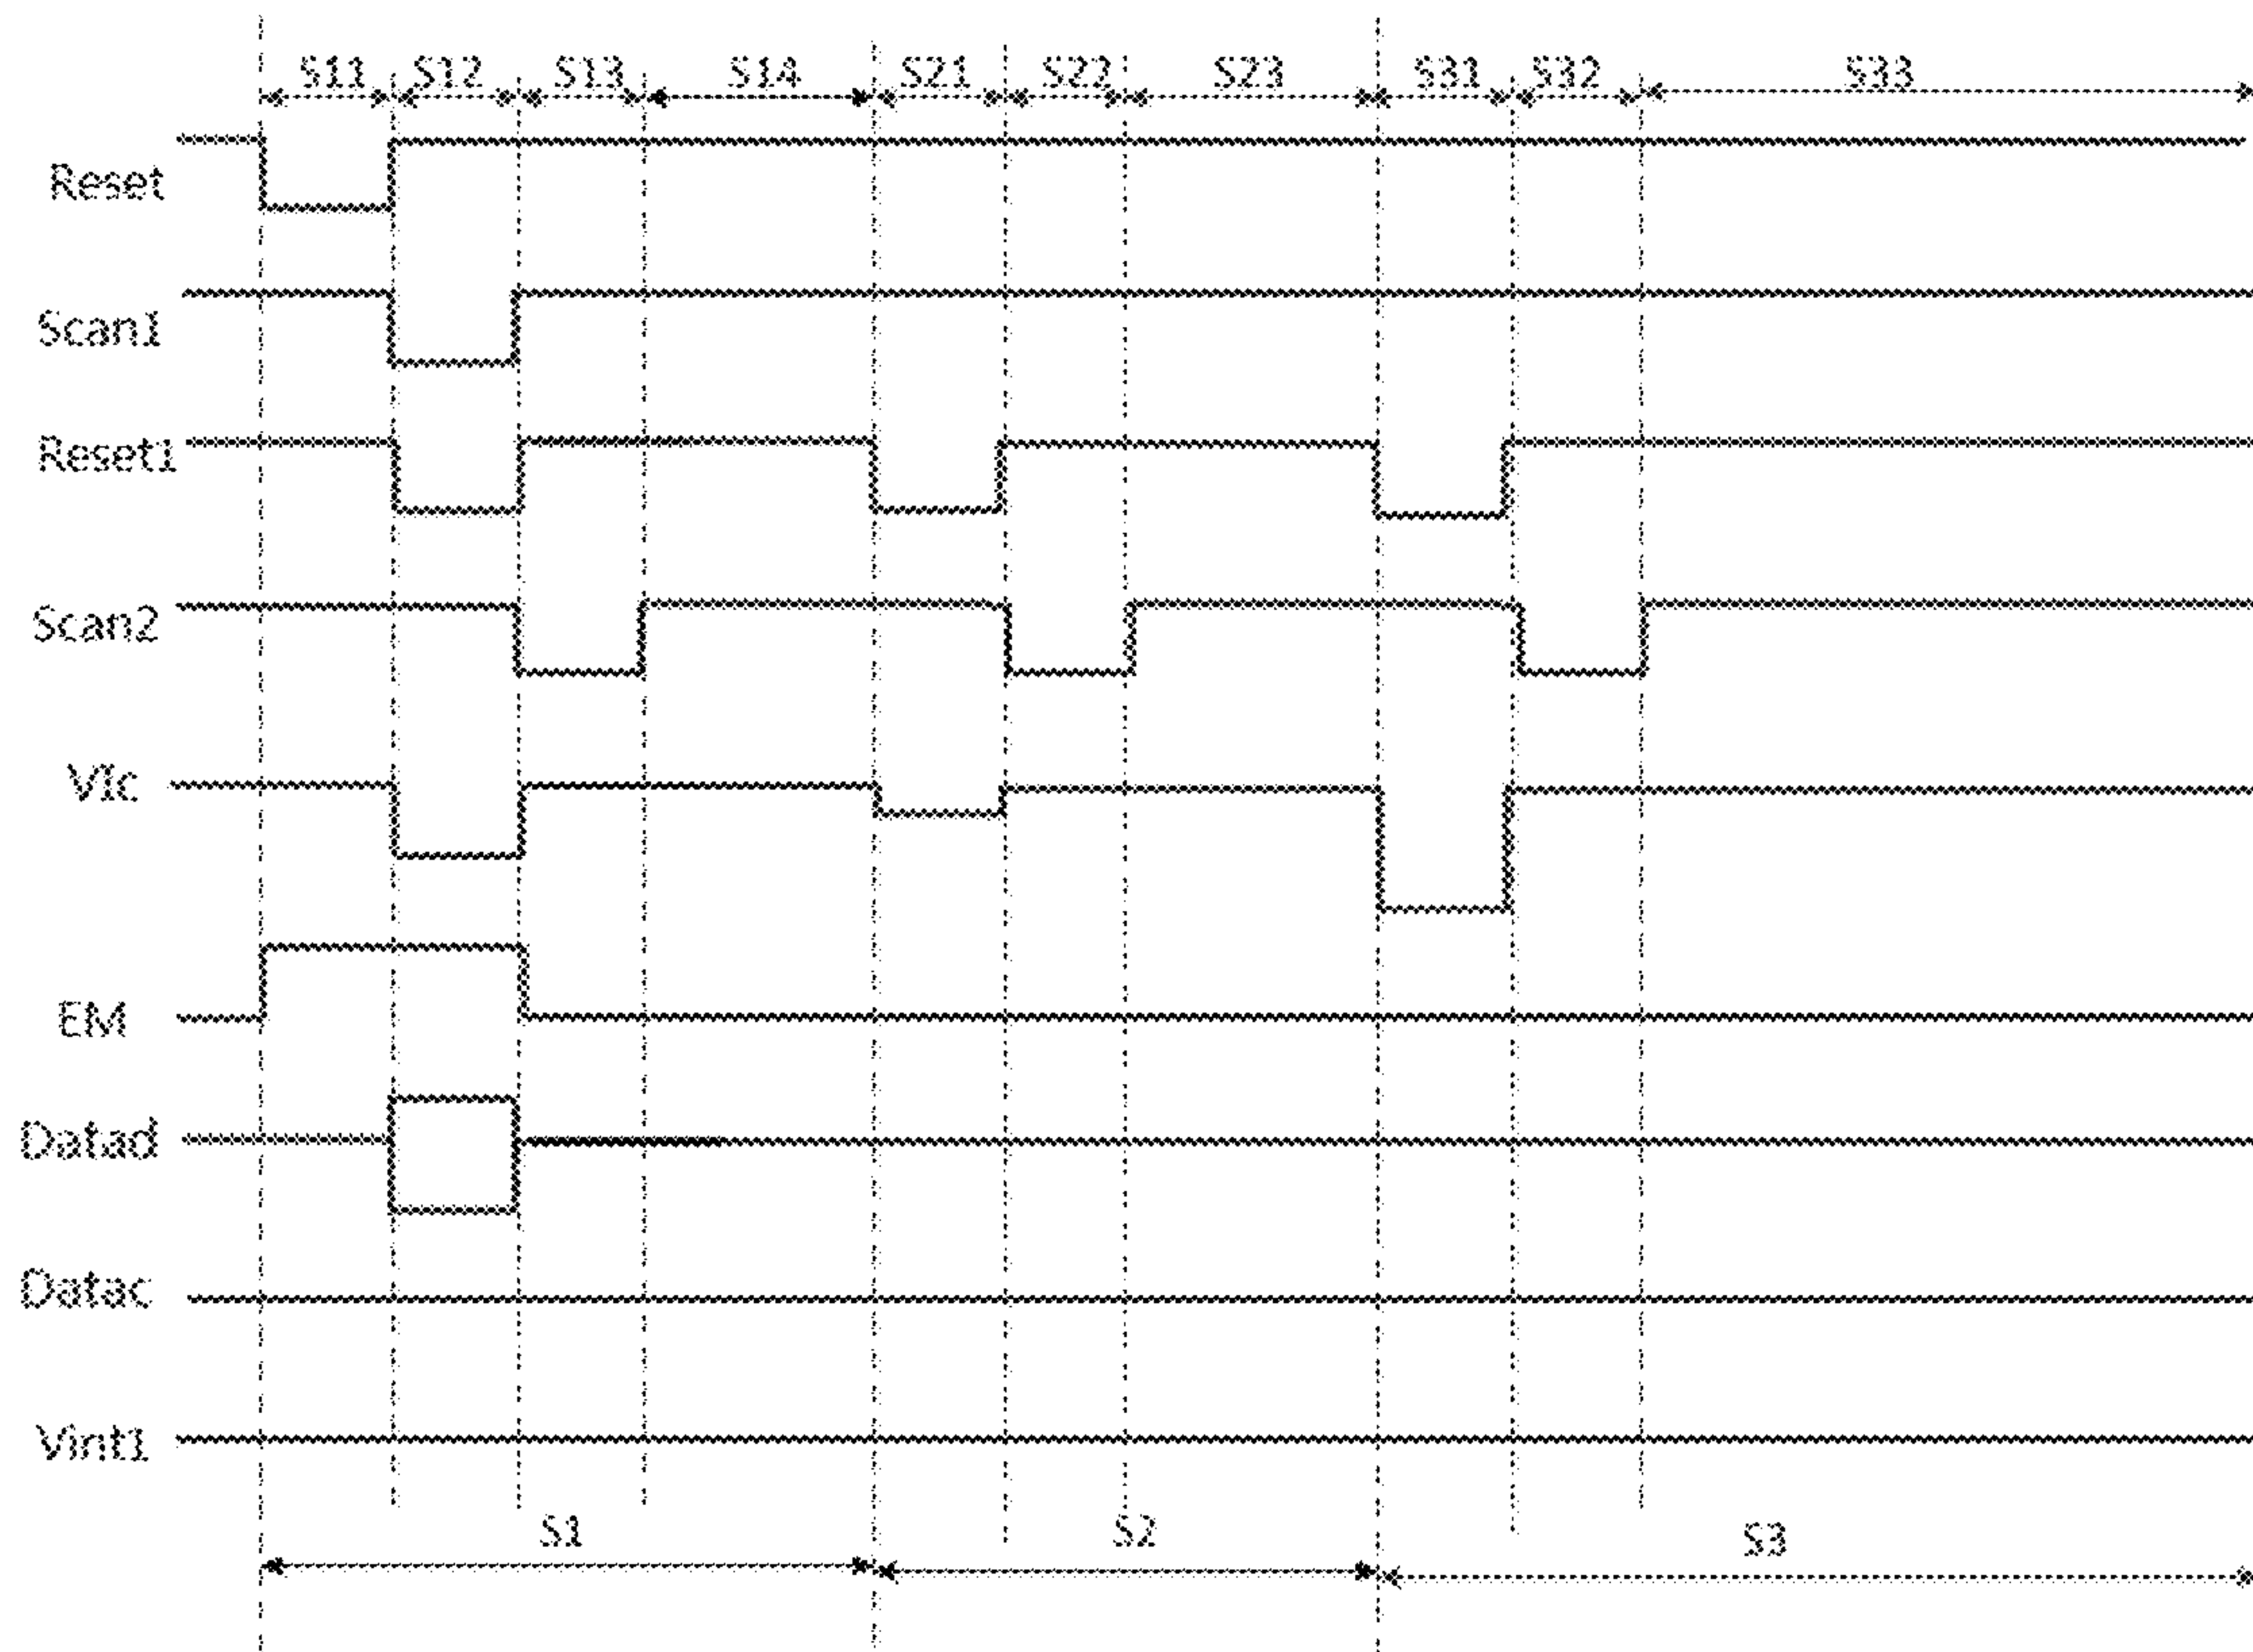 S11 S12 S13 S14 S21 S22 S23 S31 S32 S33
Reset
Scan1
Reset1
Scan2
VIc
EM
Datad
Datac
Vint1
S1 S2 S3